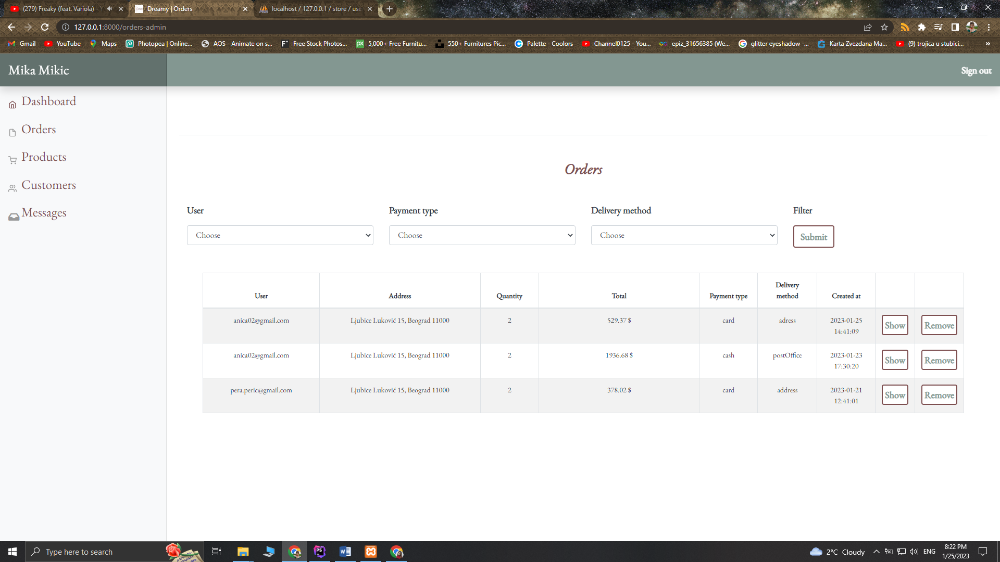 (279) Freaky (feat. Variola) -
Dreamy | Orders
localhost / 127.0.0.1 / store / use
127.0.0.1:8000/orders-admin
Gmail
YouTube
Maps
Photopea | Online...
AOS - Animate on s...
Free Stock Photos...
5,000+ Free Furnitu...
550+ Furnitures Pic...
Palette - Coolors
Channel0125 - You...
epiz_31656385 (We...
glitter eyeshadow -...
Karta Zvezdana Ma...
(9) trojica u stubici...
»
Mika Mikic
Sign out
Dashboard
Orders
Products
Customers
Messages
Orders
User
Payment type
Delivery method
Filter
Choose
Choose
Choose
Submit
User
Address
Quantity
Total
Payment type
Delivery
method
Created at
anica02@gmail.com
Ljubice Luković 15, Beograd 11000
2
529.37 $
card
adress
2023-01-25
14:41:09
Show
Remove
anica02@gmail.com
Ljubice Luković 15, Beograd 11000
2
1936.68 $
cash
postOffice
2023-01-23
17:30:20
Show
Remove
pera.peric@gmail.com
Ljubice Luković 15, Beograd 11000
2
378.02 $
card
address
2023-01-21
12:41:01
Show
Remove
Type here to search
2°C Cloudy
ENG
8:22 PM
1/25/2023